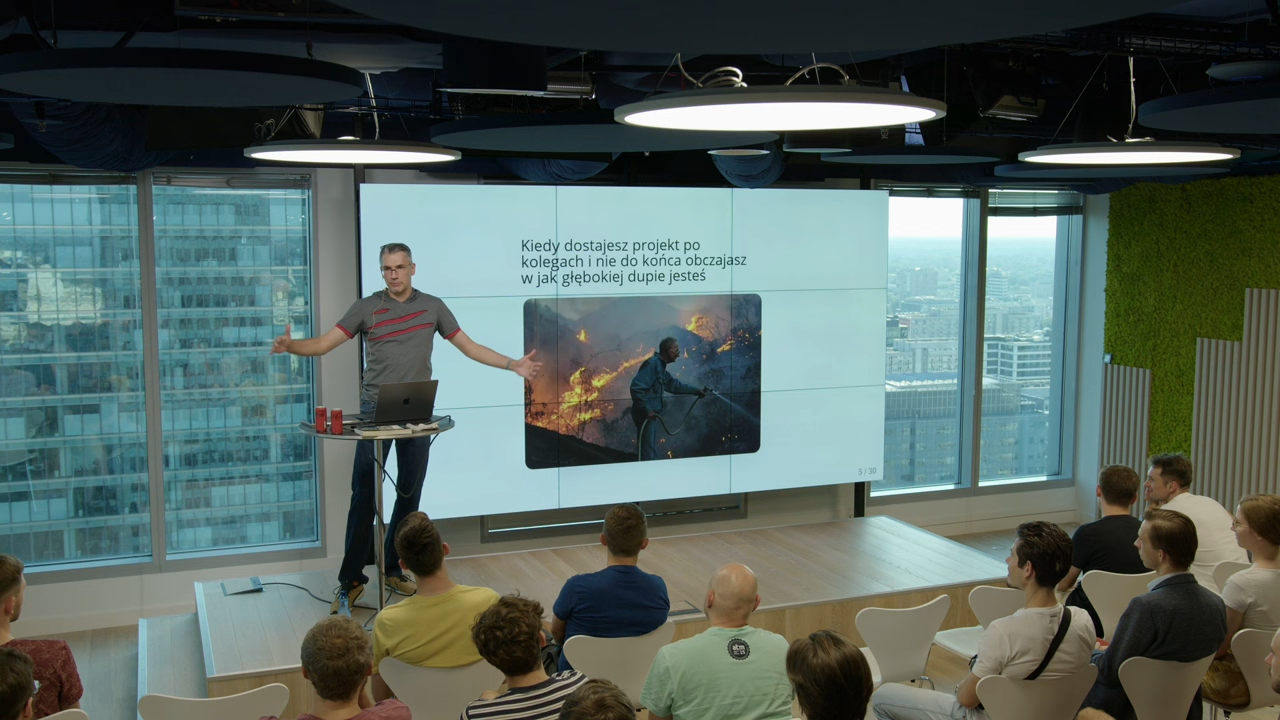 Kiedy dostajesz projekt po
kolegach i nie do końca obczajasz
w jak głębokiej dupie jesteś
5 / 30